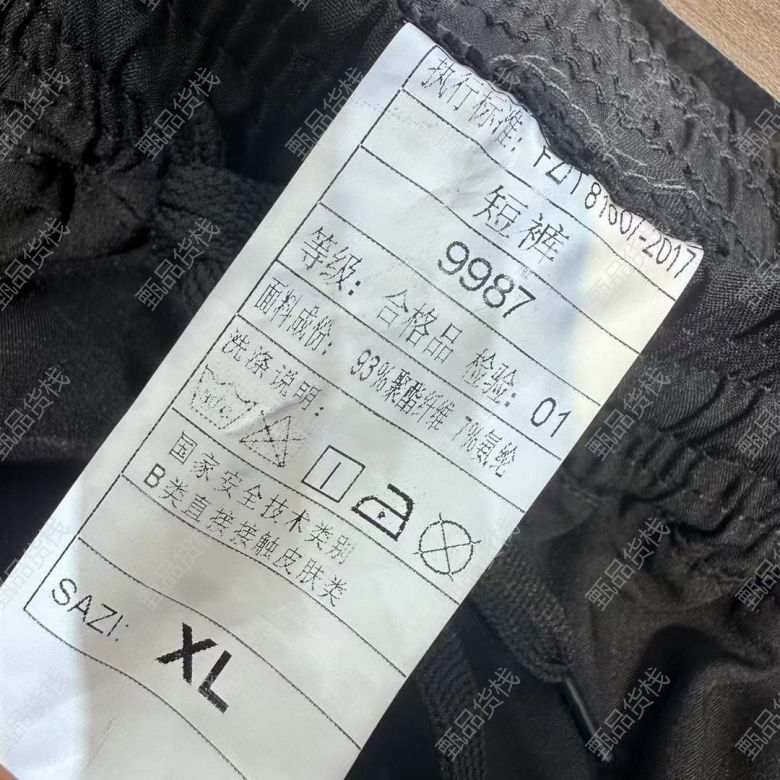 执行标准: FZ/T 81007-2017
短裤
9987
等级: 合格品 检验: 01
面料成份: 93%聚酯纤维 7%氨纶
洗涤说明:
国家安全技术类别
B类直接接触皮肤类
SAZI: XL
甄品货栈